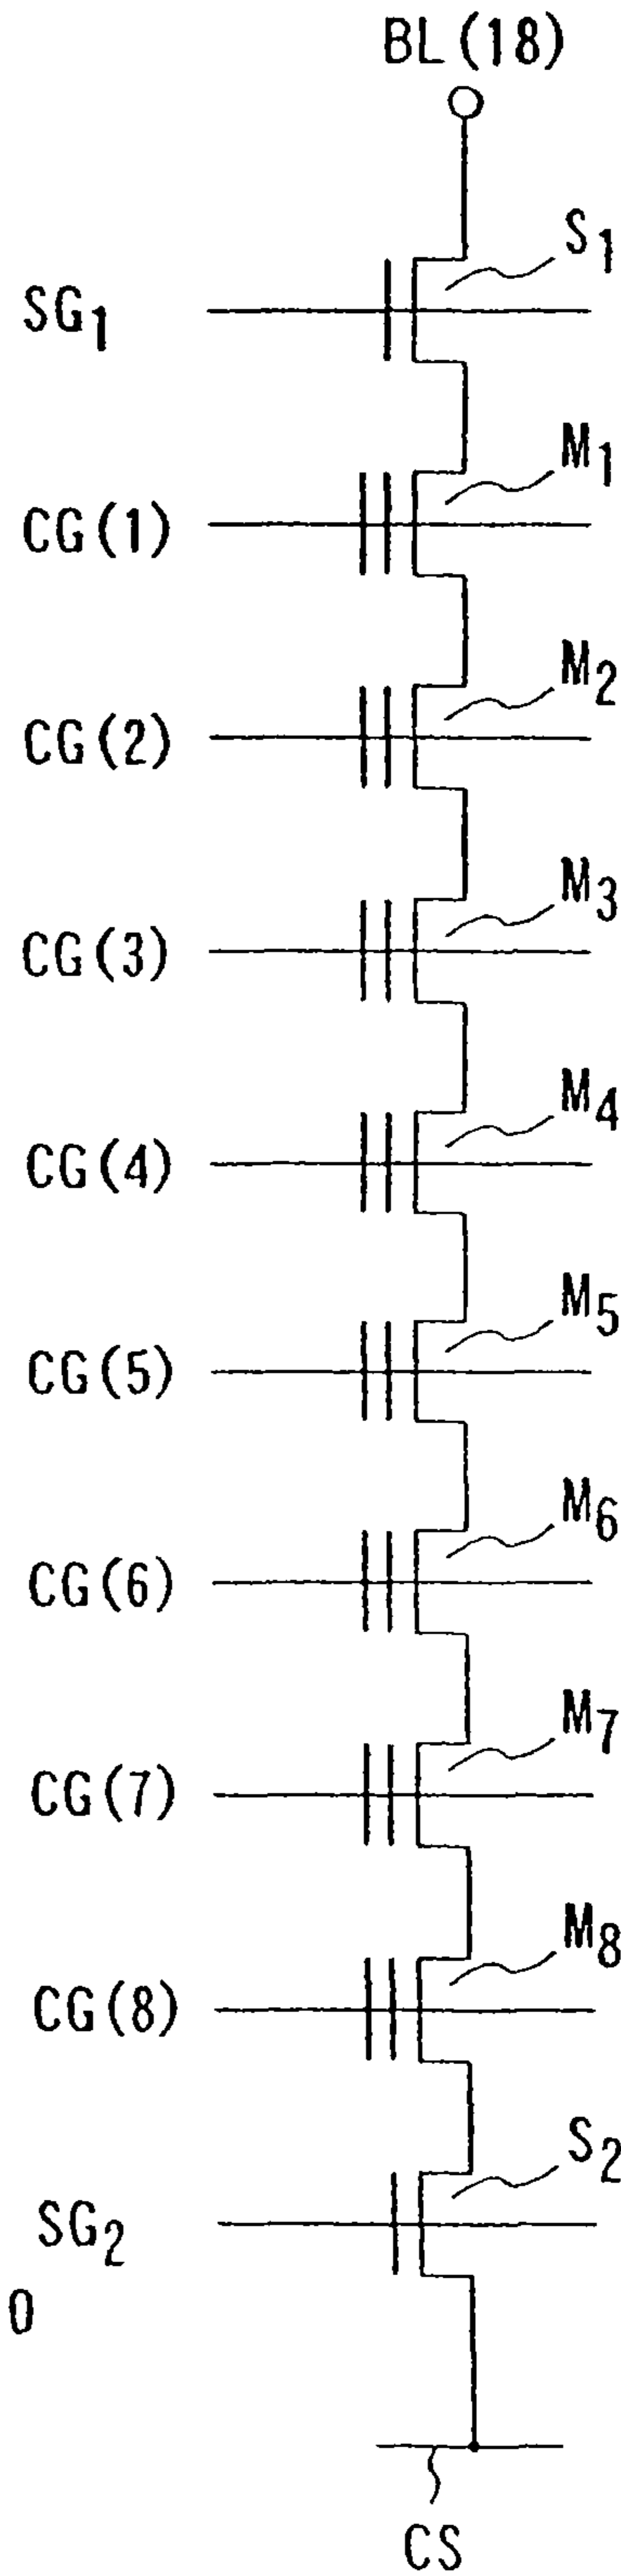 BL(18)
S1
SG1
M1
CG(1)
M2
CG(2)
M3
CG(3)
M4
CG(4)
M5
CG(5)
M6
CG(6)
M7
CG(7)
M8
CG(8)
S2
SG2
0
CS